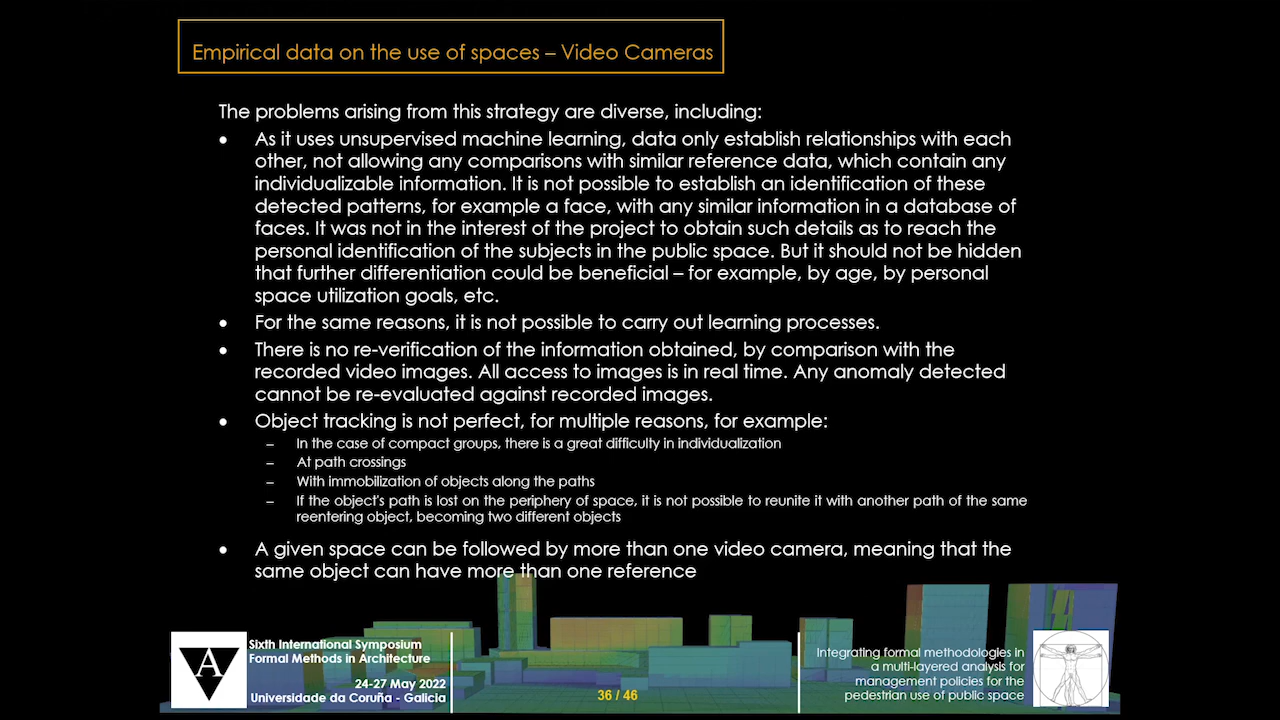 Empirical data on the use of spaces – Video Cameras
The problems arising from this strategy are diverse, including:
• As it uses unsupervised machine learning, data only establish relationships with each
other, not allowing any comparisons with similar reference data, which contain any
individualizable information. It is not possible to establish an identification of these
detected patterns, for example a face, with any similar information in a database of
faces. It was not in the interest of the project to obtain such details as to reach the
personal identification of the subjects in the public space. But it should not be hidden
that further differentiation could be beneficial – for example, by age, by personal
space utilization goals, etc.
• For the same reasons, it is not possible to carry out learning processes.
• There is no re-verification of the information obtained, by comparison with the
recorded video images. All access to images is in real time. Any anomaly detected
cannot be re-evaluated against recorded images.
• Object tracking is not perfect, for multiple reasons, for example:
– In the case of compact groups, there is a great difficulty in individualization
– At path crossings
– With immobilization of objects along the paths
– If the object's path is lost on the periphery of space, it is not possible to reunite it with another path of the same
reentering object, becoming two different objects
• A given space can be followed by more than one video camera, meaning that the
same object can have more than one reference
A
Sixth International Symposium
Formal Methods in Architecture
24-27 May 2022
Universidade da Coruña - Galicia
36 / 46
Integrating formal methodologies in
a multi-layered analysis for
management policies for the
pedestrian use of public space